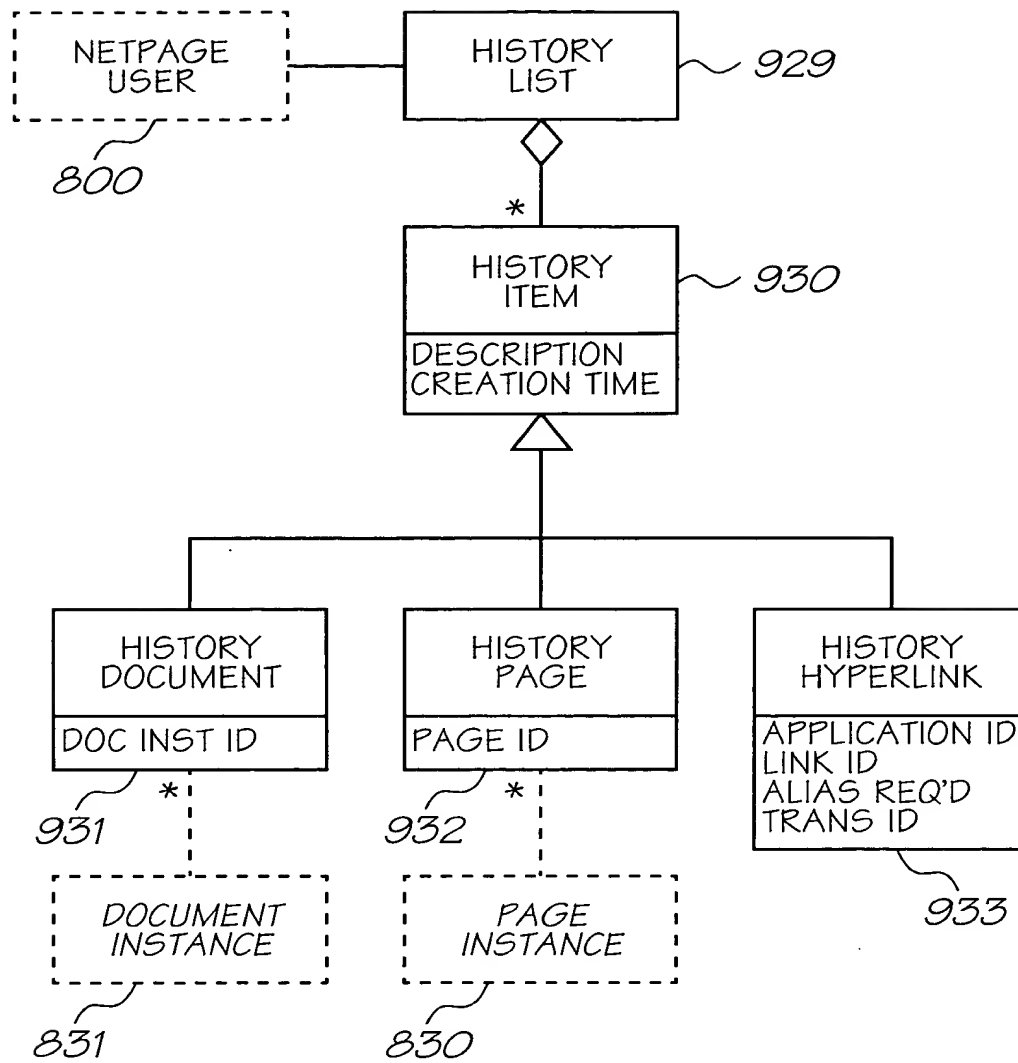 NETPAGE
USER
800
HISTORY
LIST
929
*
HISTORY
ITEM
930
DESCRIPTION
CREATION TIME
HISTORY
DOCUMENT
DOC INST ID
931
*
HISTORY
PAGE
PAGE ID
932
*
HISTORY
HYPERLINK
APPLICATION ID
LINK ID
ALIAS REQ'D
TRANS ID
933
DOCUMENT
INSTANCE
831
PAGE
INSTANCE
830